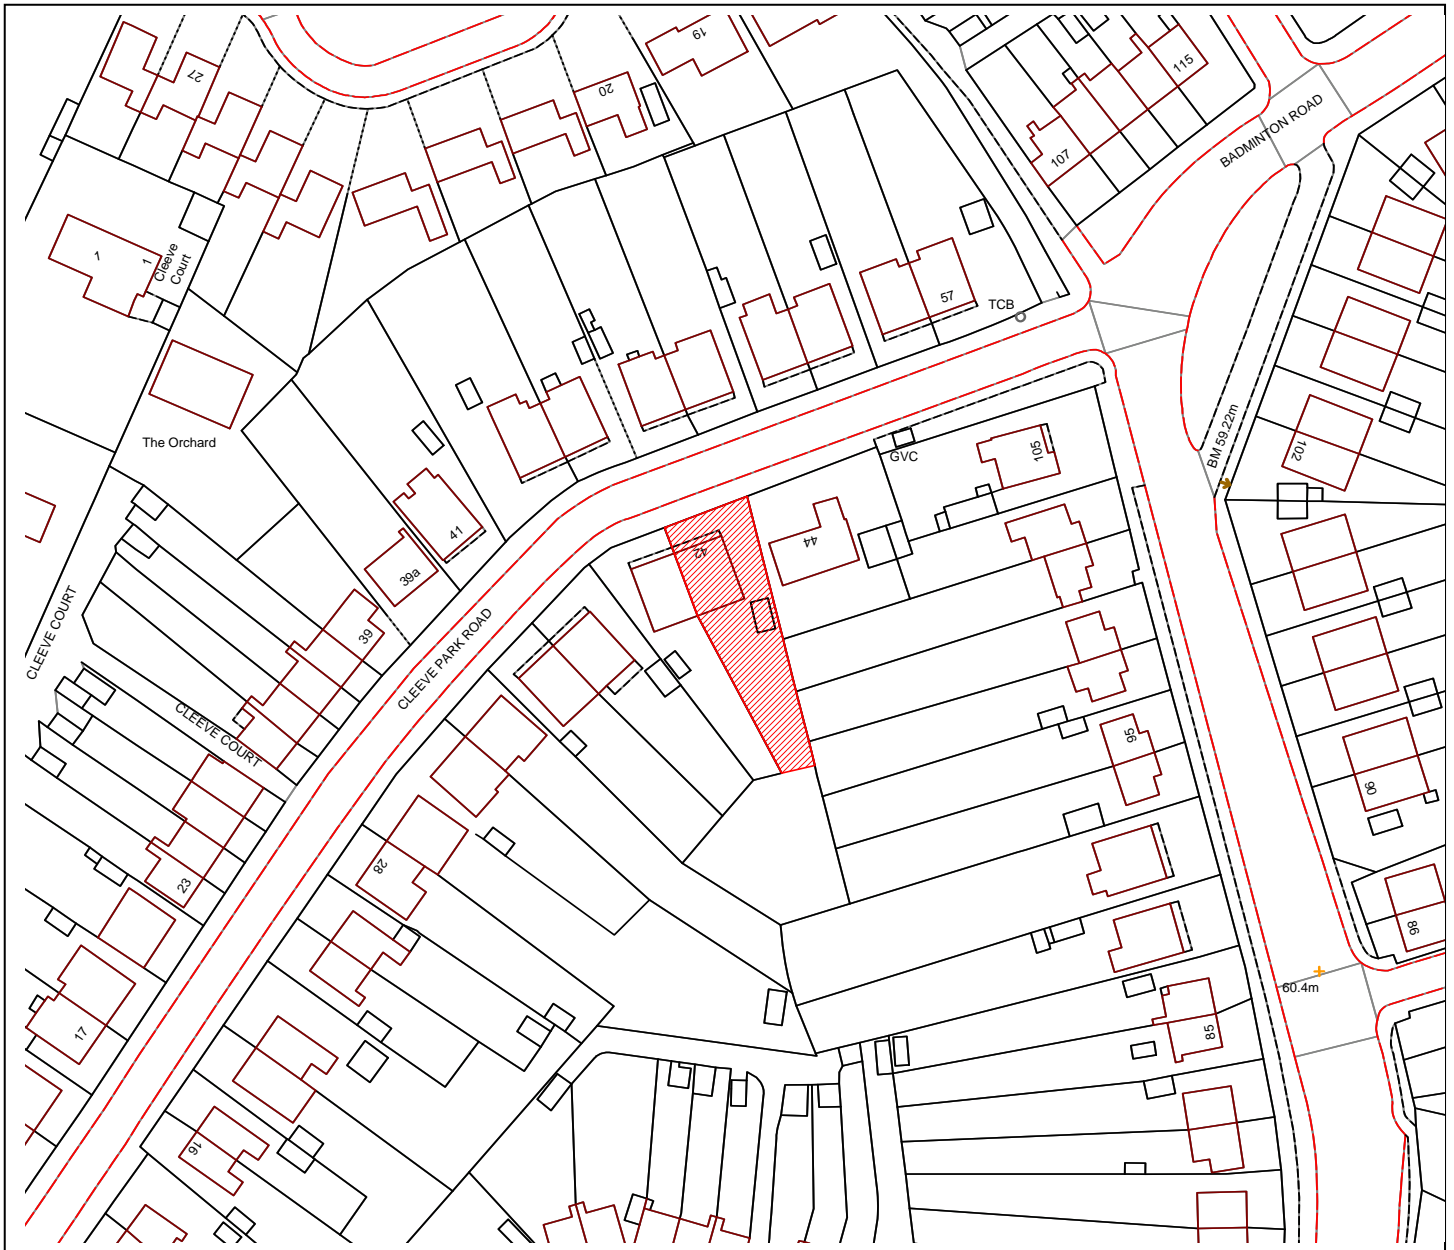 27
19
20
115
107
BADMINTON ROAD
1
1
Cleeve
Court
57
TCB
The Orchard
BM 59.22m
102
GVC
105
41
42
44
39a
39
CLEEVE COURT
CLEEVE PARK ROAD
CLEEVE COURT
95
90
28
23
86
60.4m
17
85
16